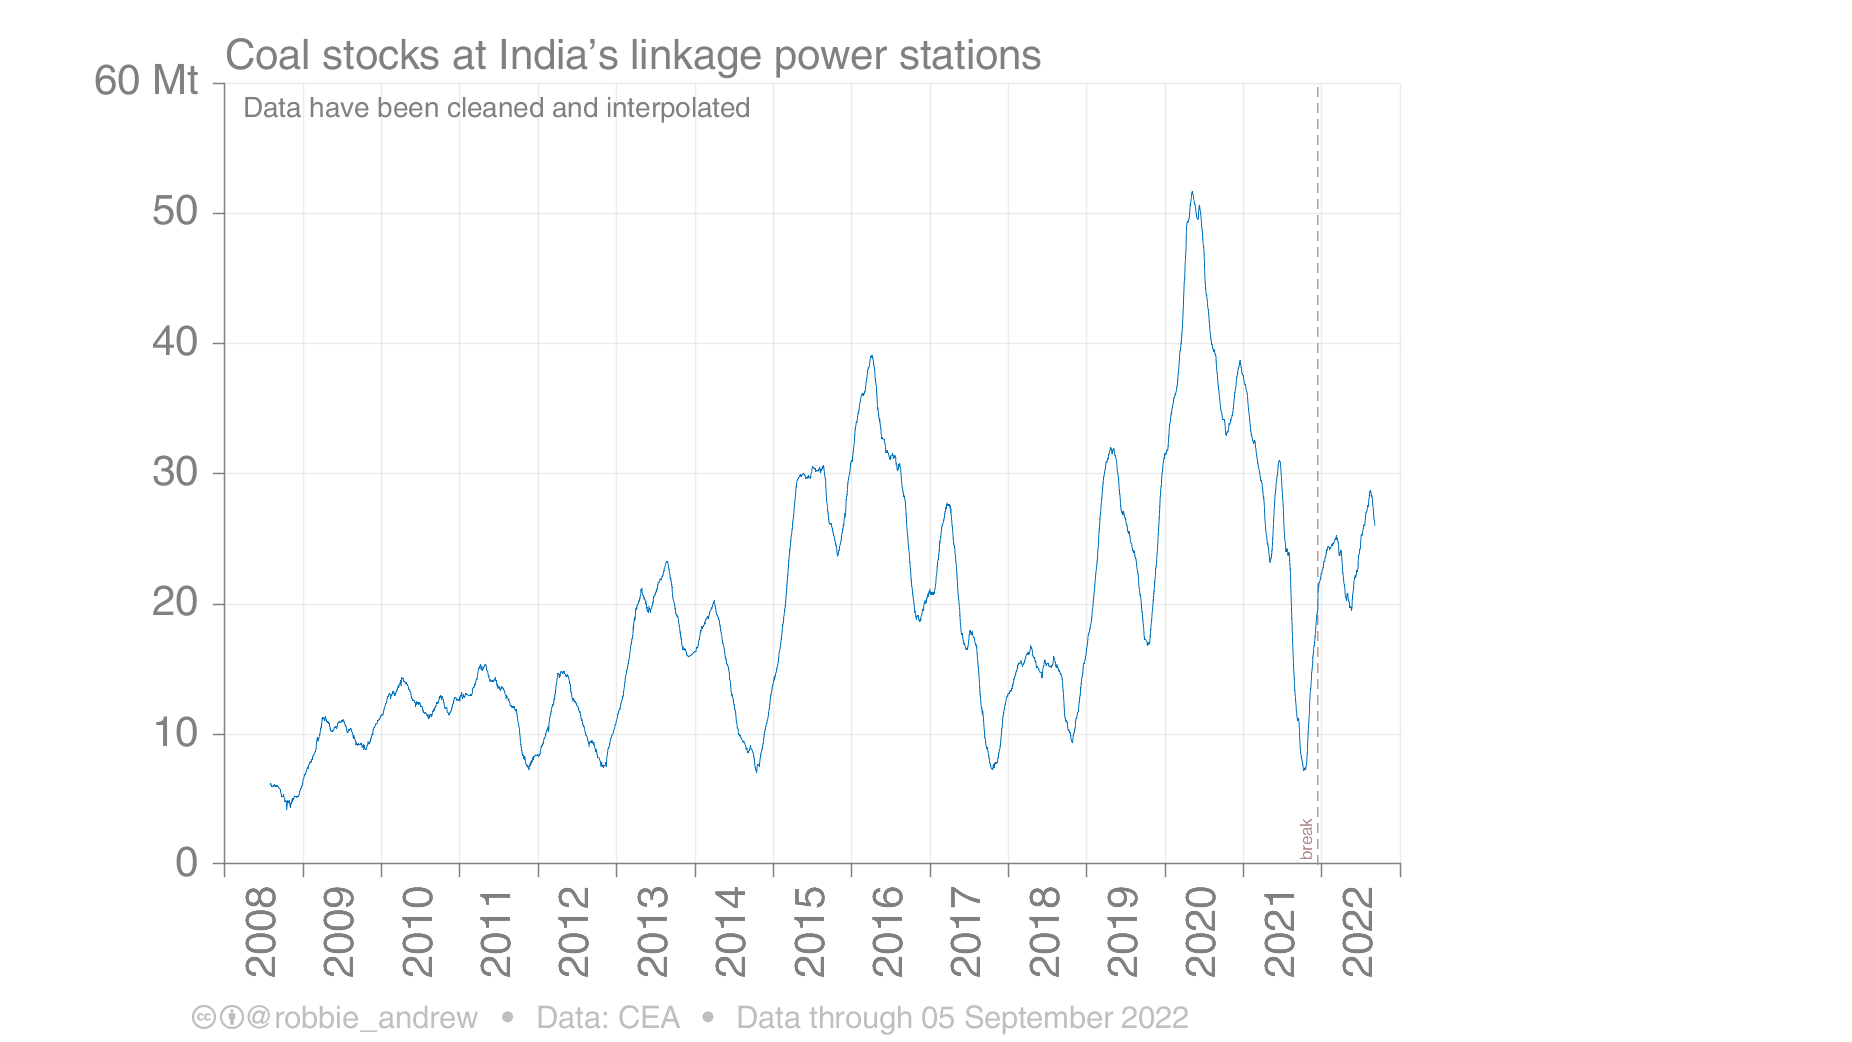 Coal stocks at India’s linkage power stations
60 Mt
Data have been cleaned and interpolated
50
40
30
20
10
0
break
2008 2009 2010 2011 2012 2013 2014 2015 2016 2017 2018 2019 2020 2021 2022
cc @robbie_andrew • Data: CEA • Data through 05 September 2022